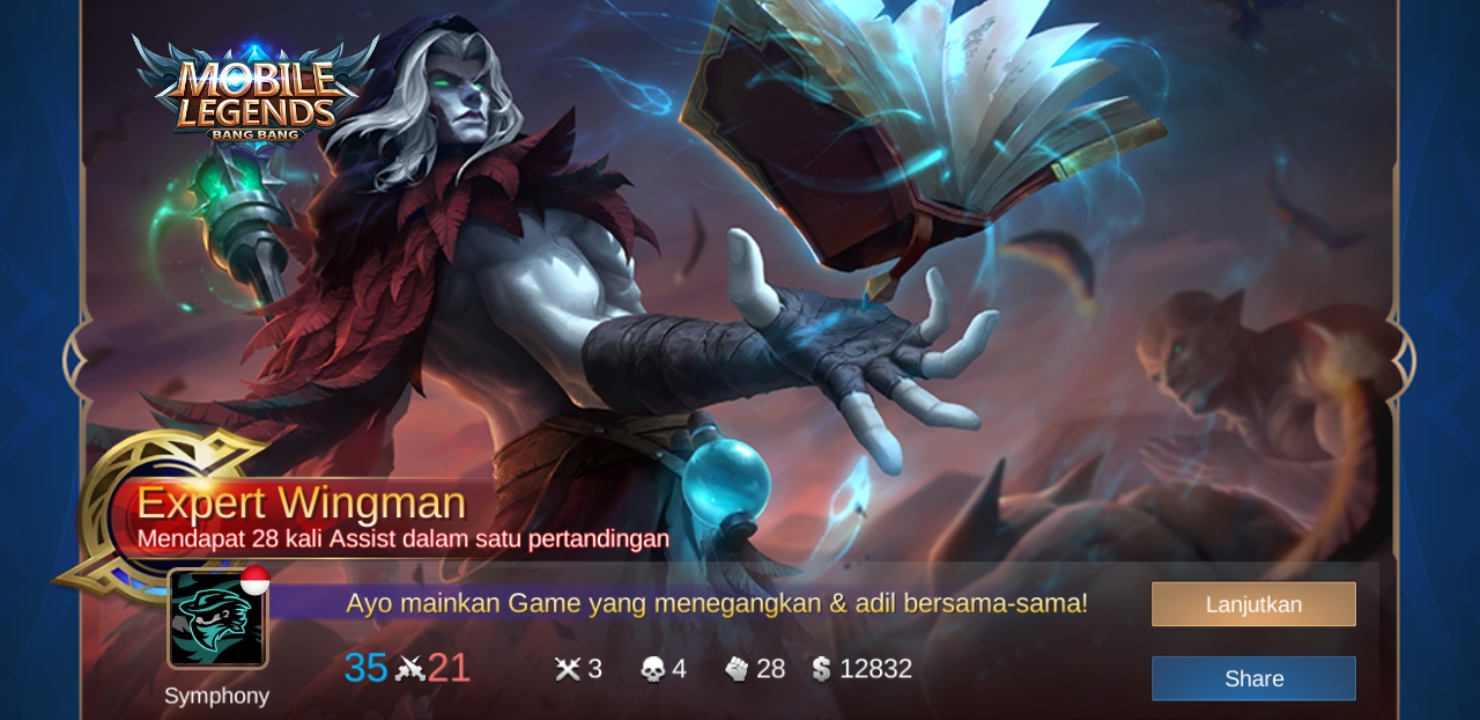 MOBILE
LEGENDS
BANG BANG
Expert Wingman
Mendapat 28 kali Assist dalam satu pertandingan
Ayo mainkan Game yang menegangkan & adil bersama-sama!
Lanjutkan
35 21 3 4 28 $ 12832
Share
Symphony